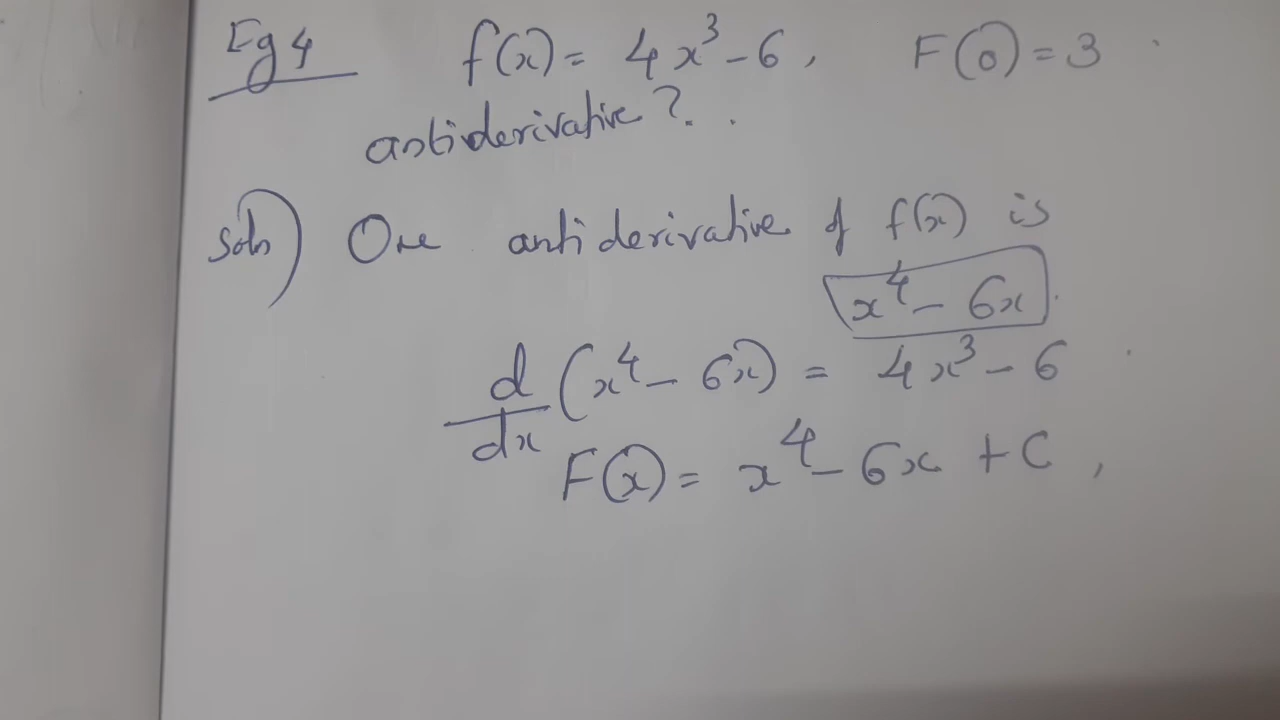 Eg 4 f(x) = 4x³ - 6, F(0) = 3
antiderivative ?
Soln) One antiderivative of f(x) is
x⁴ - 6x.
d/dx (x⁴ - 6x) = 4x³ - 6
F(x) = x⁴ - 6x + C,